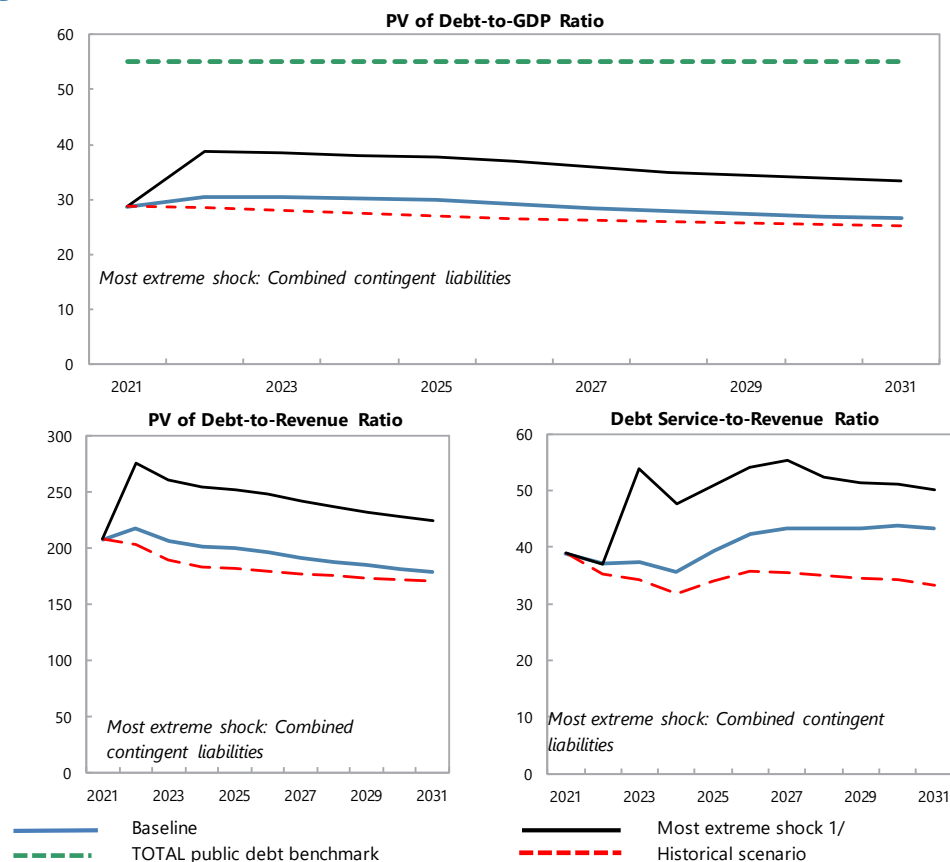 PV of Debt-to-GDP Ratio
60
50
40
30
20
10
0
Most extreme shock: Combined contingent liabilities
2021 2023 2025 2027 2029 2031
PV of Debt-to-Revenue Ratio
300
250
200
150
100
50
0
Most extreme shock: Combined
contingent liabilities
2021 2023 2025 2027 2029 2031
Debt Service-to-Revenue Ratio
60
50
40
30
20
10
0
Most extreme shock: Combined contingent
liabilities
2021 2023 2025 2027 2029 2031
Baseline
Most extreme shock 1/
TOTAL public debt benchmark
Historical scenario